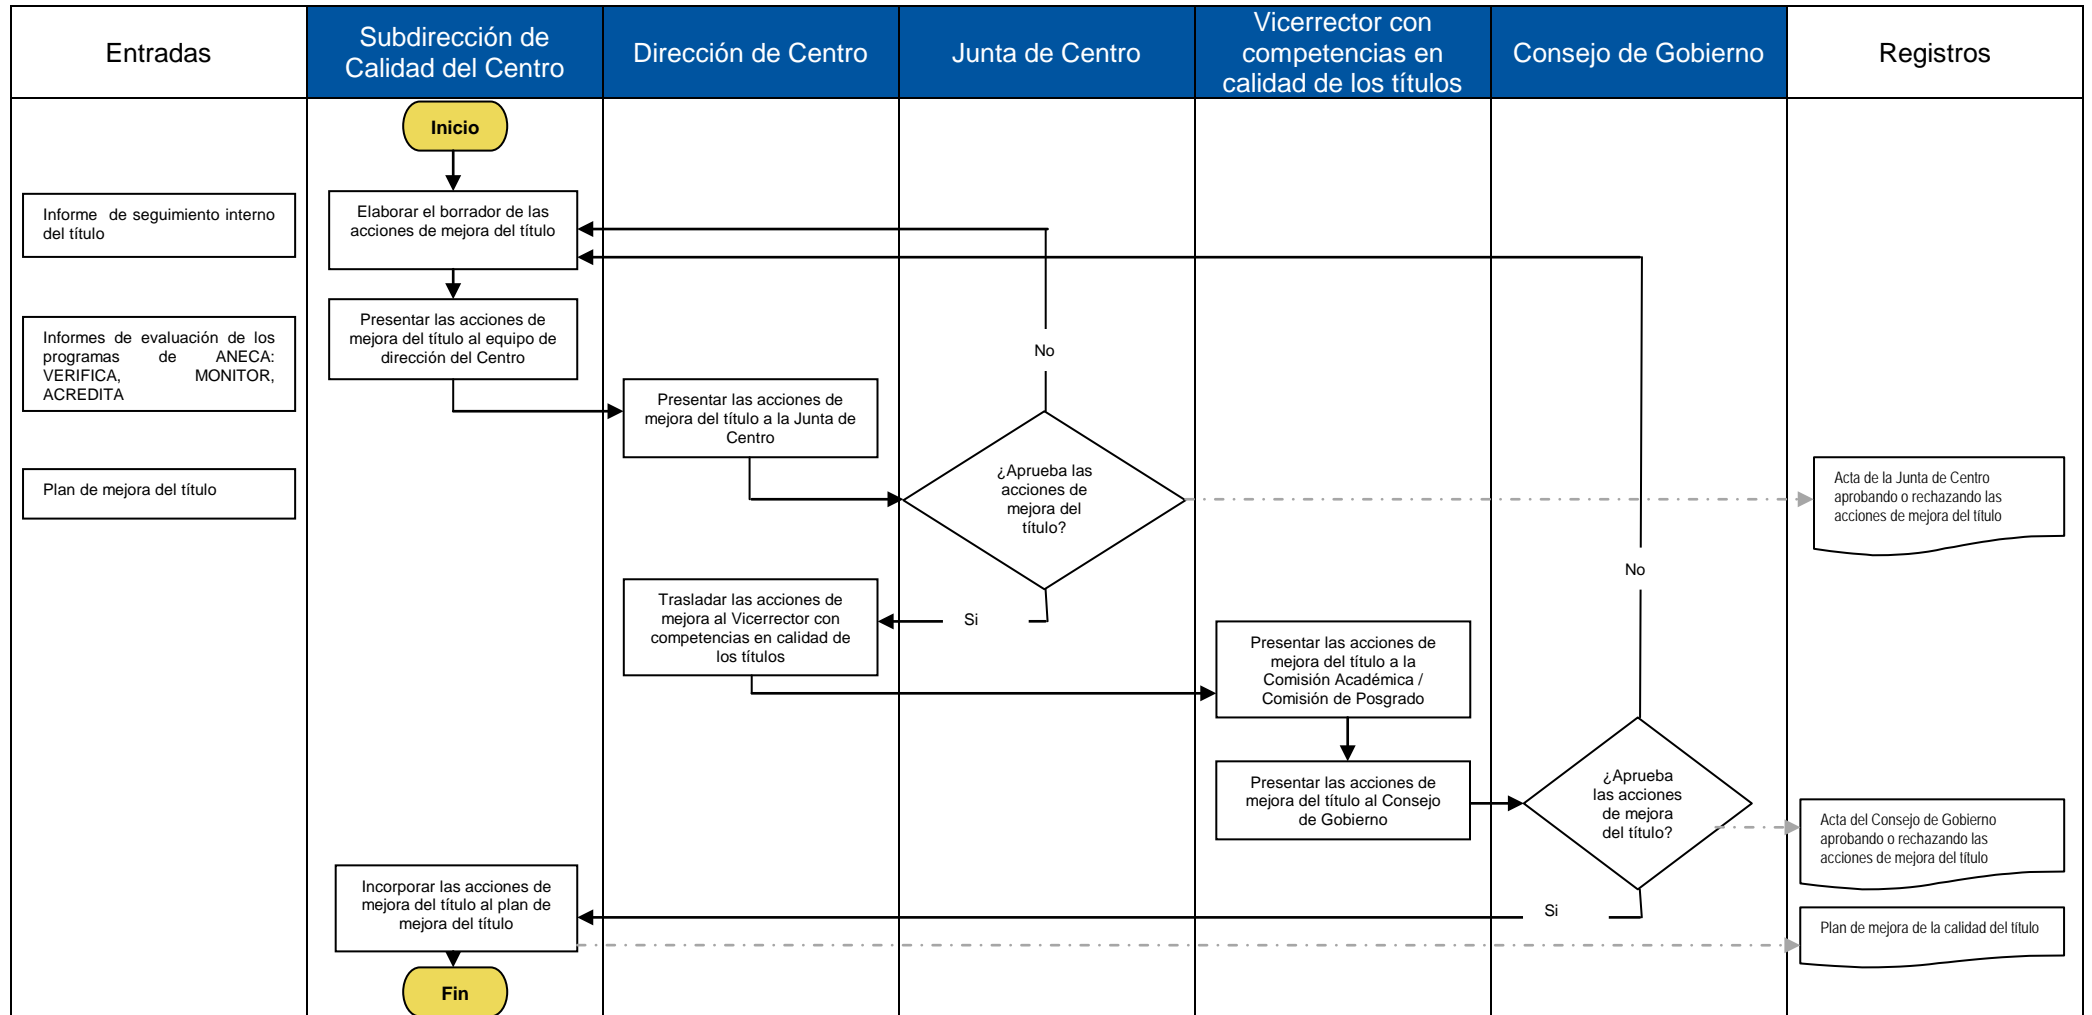 Entradas
Subdirección de
Calidad del Centro
Dirección de Centro
Junta de Centro
Vicerrector con
competencias en
calidad de los títulos
Consejo de Gobierno
Registros
Inicio
Informe de seguimiento interno
del título
Elaborar el borrador de las
acciones de mejora del título
Informes de evaluación de los
programas de ANECA:
VERIFICA, MONITOR,
ACREDITA
Presentar las acciones de
mejora del título al equipo de
dirección del Centro
No
Presentar las acciones de
mejora del título a la Junta de
Centro
Plan de mejora del título
¿Aprueba las
acciones de
mejora del
título?
Acta de la Junta de Centro
aprobando o rechazando las
acciones de mejora del título
No
Trasladar las acciones de
mejora al Vicerrector con
competencias en calidad de
los títulos
Si
Presentar las acciones de
mejora del título a la
Comisión Académica /
Comisión de Posgrado
Presentar las acciones de
mejora del título al Consejo
de Gobierno
¿Aprueba
las acciones
de mejora
del título?
Acta del Consejo de Gobierno
aprobando o rechazando las
acciones de mejora del título
Incorporar las acciones de
mejora del título al plan de
mejora del título
Si
Plan de mejora de la calidad del título
Fin